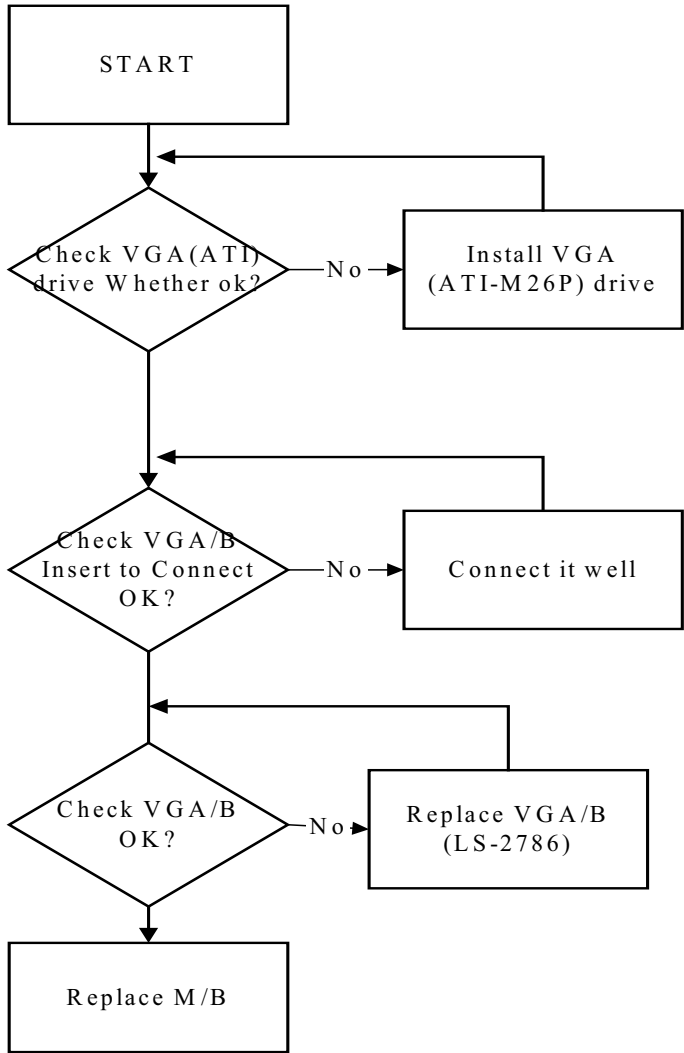 START
Check VGA(ATI)
drive Whether ok?
No
Install VGA
(ATI-M26P) drive
Check VGA/B
Insert to Connect
OK?
No
Connect it well
Check VGA/B
OK?
No
Replace VGA/B
(LS-2786)
Replace M/B